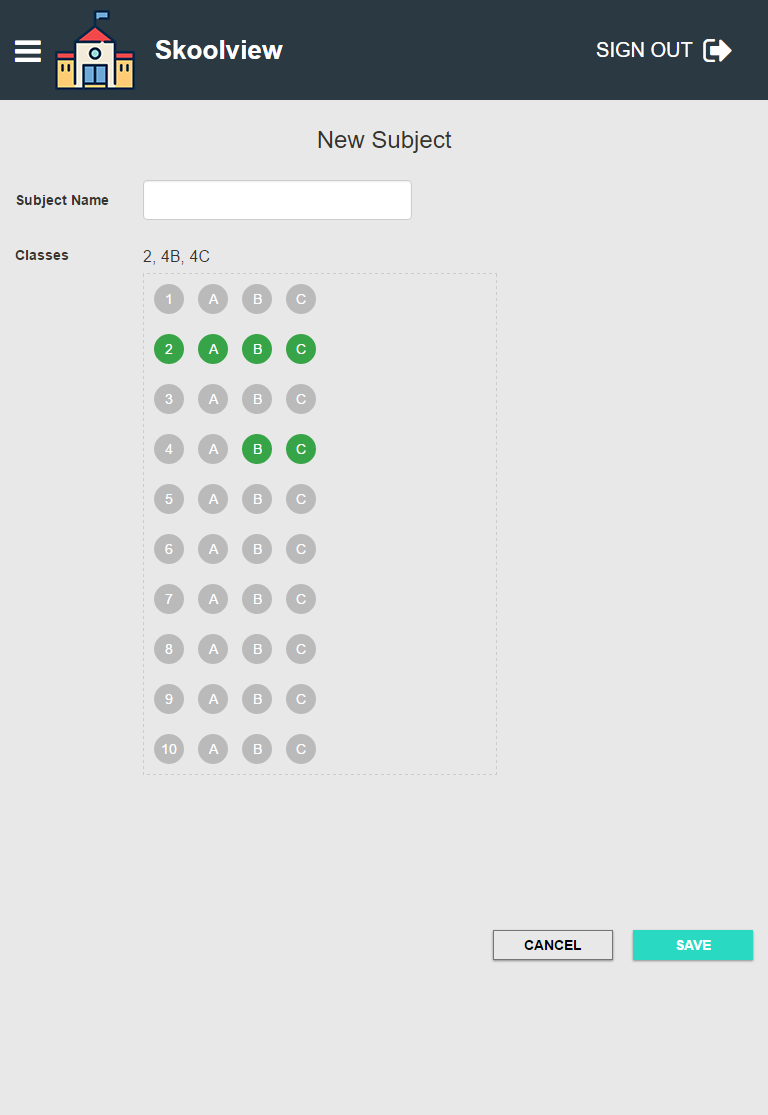 Skoolview
SIGN OUT
New Subject
Subject Name
Classes
2, 4B, 4C
1 A B C
2 A B C
3 A B C
4 A B C
5 A B C
6 A B C
7 A B C
8 A B C
9 A B C
10 A B C
CANCEL
SAVE